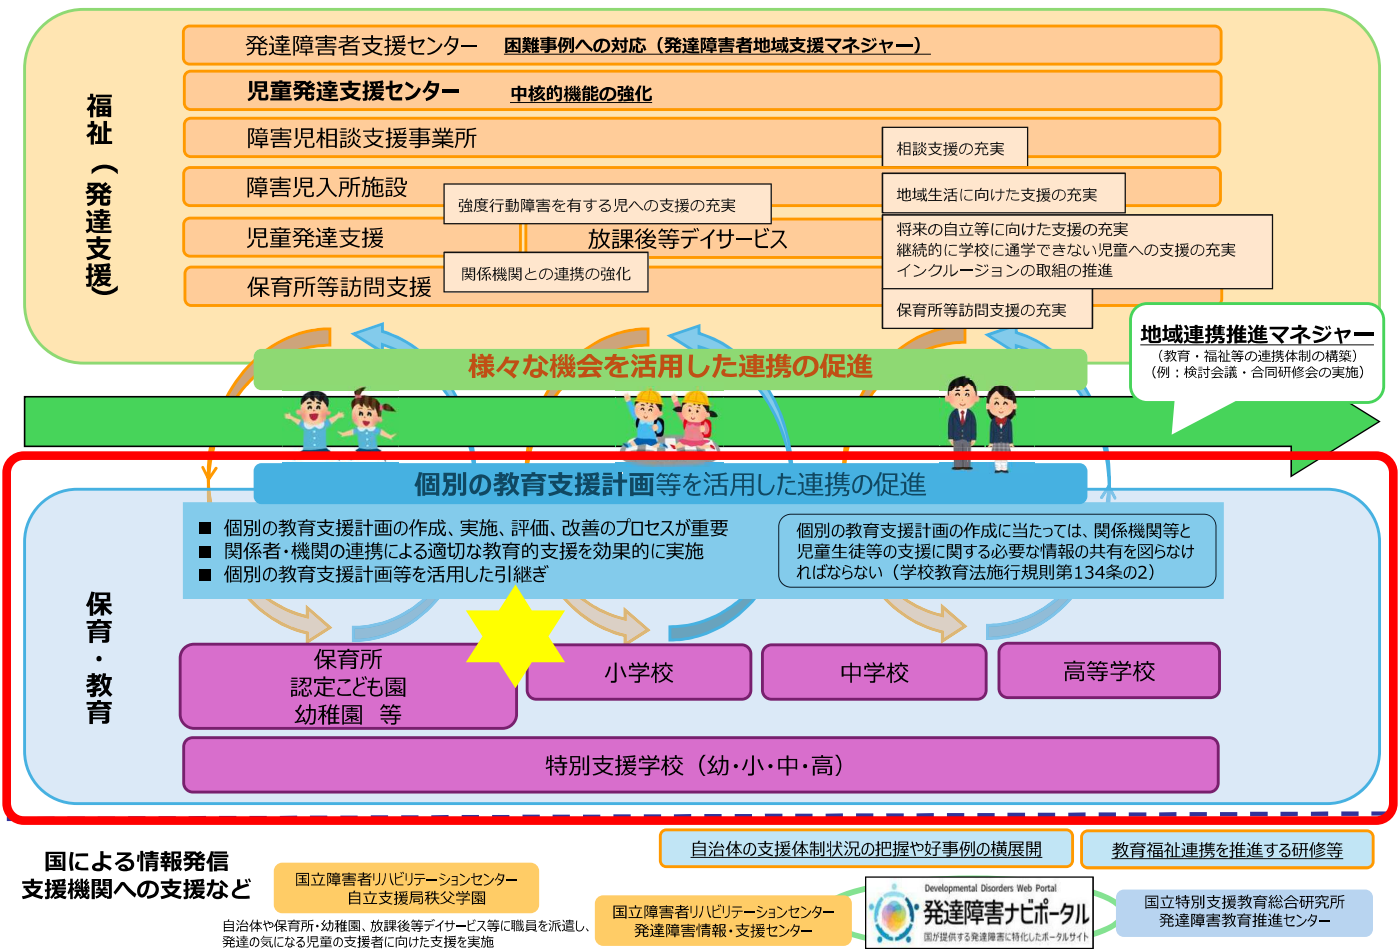 福祉（発達支援）
発達障害者支援センター　困難事例への対応（発達障害者地域支援マネジャー）
児童発達支援センター　中核的機能の強化
障害児相談支援事業所
相談支援の充実
障害児入所施設
強度行動障害を有する児への支援の充実
地域生活に向けた支援の充実
児童発達支援
放課後等デイサービス
将来の自立等に向けた支援の充実
継続的に学校に通学できない児童への支援の充実
インクルージョンの取組の推進
関係機関との連携の強化
保育所等訪問支援
保育所等訪問支援の充実
地域連携推進マネジャー
（教育・福祉等の連携体制の構築）
（例：検討会議・合同研修会の実施）
様々な機会を活用した連携の促進
個別の教育支援計画等を活用した連携の促進
■ 個別の教育支援計画の作成、実施、評価、改善のプロセスが重要
■ 関係者・機関の連携による適切な教育的支援を効果的に実施
■ 個別の教育支援計画等を活用した引継ぎ
個別の教育支援計画の作成に当たっては、関係機関等と
児童生徒等の支援に関する必要な情報の共有を図らなけ
ればならない（学校教育法施行規則第134条の2）
保育・教育
保育所
認定こども園
幼稚園　等
小学校
中学校
高等学校
特別支援学校（幼・小・中・高）
国による情報発信
支援機関への支援など
自治体の支援体制状況の把握や好事例の横展開
教育福祉連携を推進する研修等
国立障害者リハビリテーションセンター
自立支援局秩父学園
自治体や保育所・幼稚園、放課後等デイサービス等に職員を派遣し、
発達の気になる児童の支援者に向けた支援を実施
国立障害者リハビリテーションセンター
発達障害情報・支援センター
Developmental Disorders Web Portal
発達障害ナビポータル
国が提供する発達障害に特化したポータルサイト
国立特別支援教育総合研究所
発達障害教育推進センター